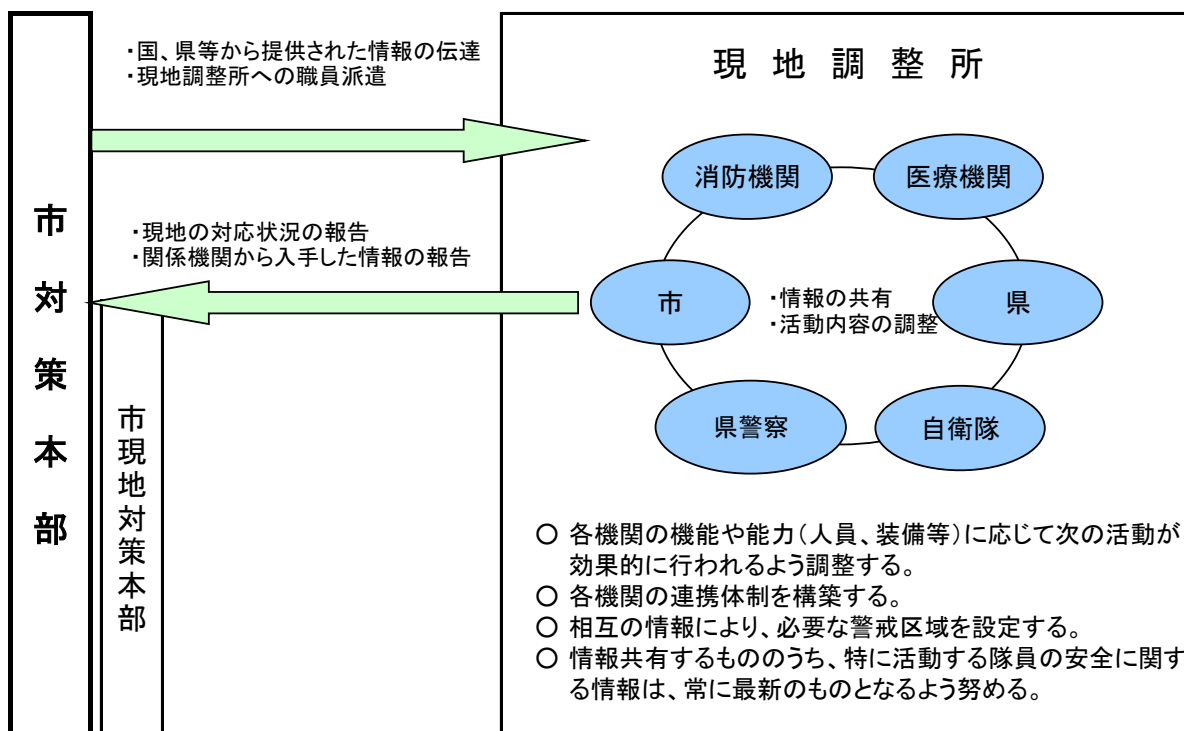 市対策本部
市現地対策本部
・国、県等から提供された情報の伝達
・現地調整所への職員派遣
・現地の対応状況の報告
・関係機関から入手した情報の報告
現地調整所
消防機関
医療機関
市
・情報の共有
・活動内容の調整
県
県警察
自衛隊
○ 各機関の機能や能力(人員、装備等)に応じて次の活動が
効果的に行われるよう調整する。
○ 各機関の連携体制を構築する。
○ 相互の情報により、必要な警戒区域を設定する。
○ 情報共有するもののうち、特に活動する隊員の安全に関す
る情報は、常に最新のものとなるよう努める。